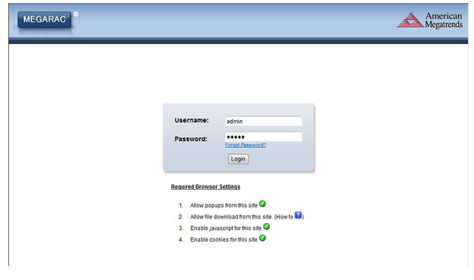 MEGARAC ®
American
Megatrends
Username: admin
Password: •••••
Forgot Password?
Login
Required Browser Settings
1. Allow popups from this site
2. Allow file download from this site. (How to ?)
3. Enable javascript for this site
4. Enable cookies for this site